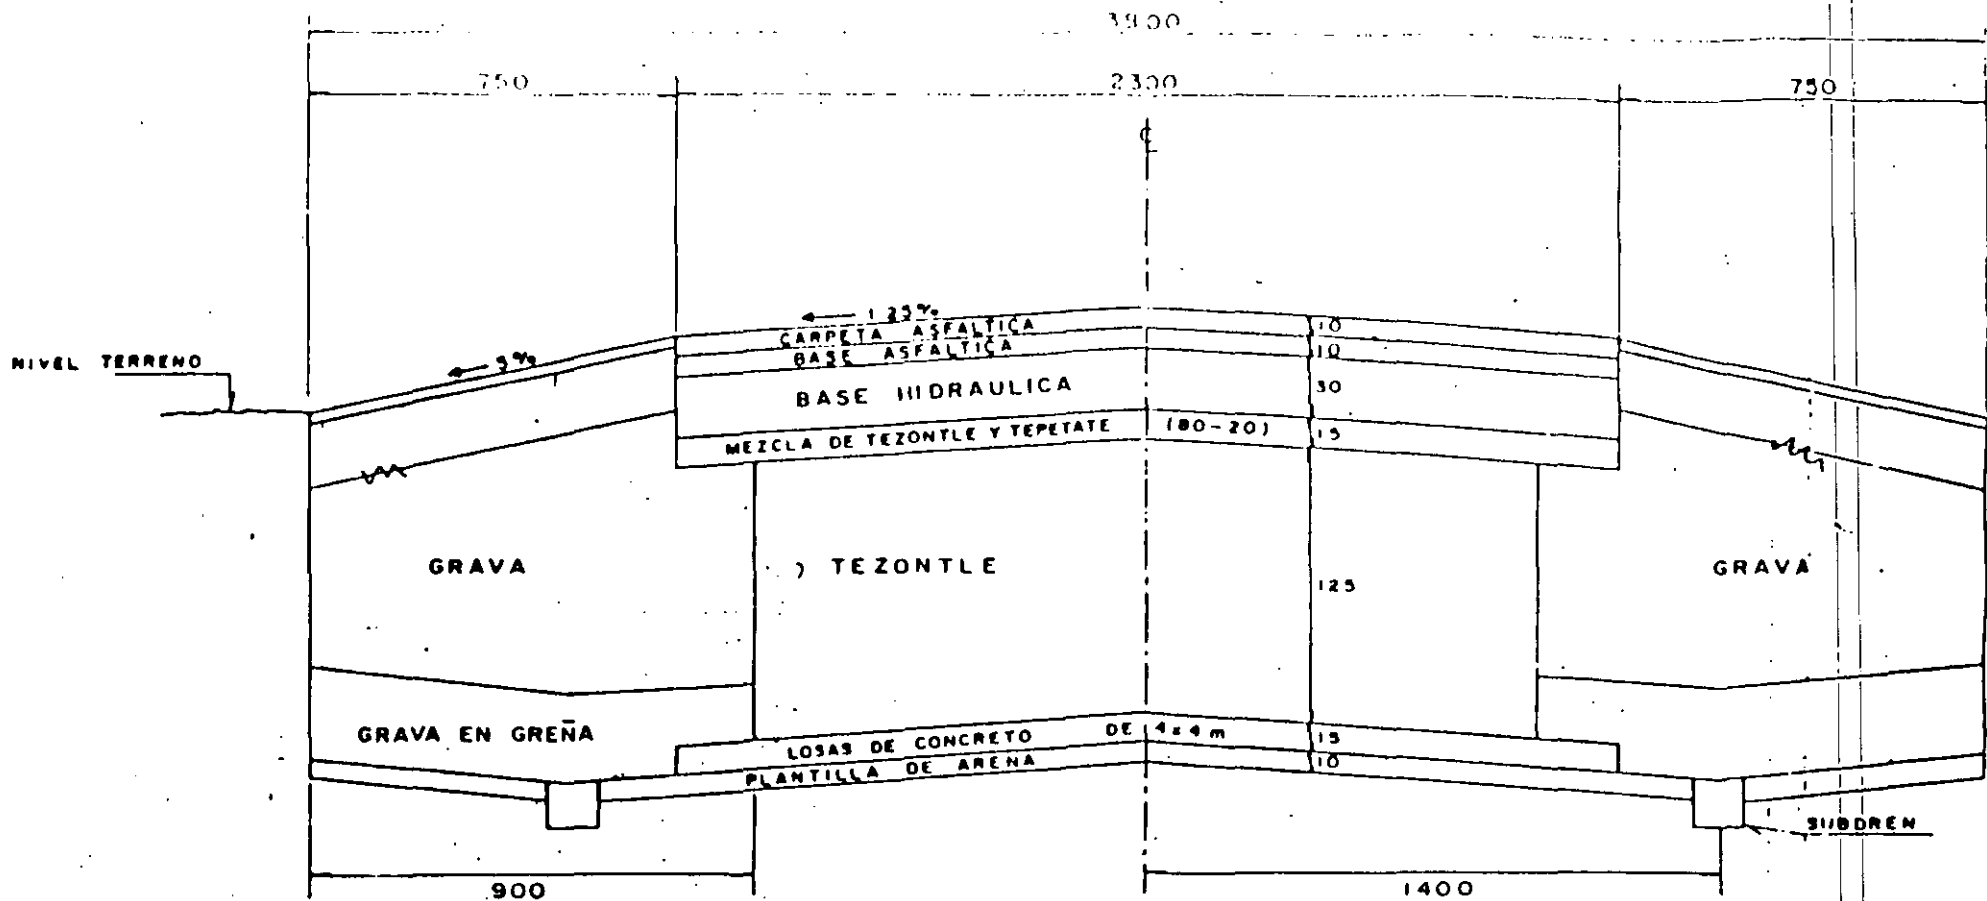 3800
750
2300
750
1.25%
CARPETA ASFALTICA
10
BASE ASFALTICA
10
NIVEL TERRENO
5%
BASE HIDRAULICA
30
MEZCLA DE TEZONTLE Y TEPETATE (80-20)
15
GRAVA
TEZONTLE
125
GRAVA
GRAVA EN GREÑA
LOSAS DE CONCRETO DE 4x4 m
15
PLANTILLA DE ARENA
10
SUBDREN
900
1400